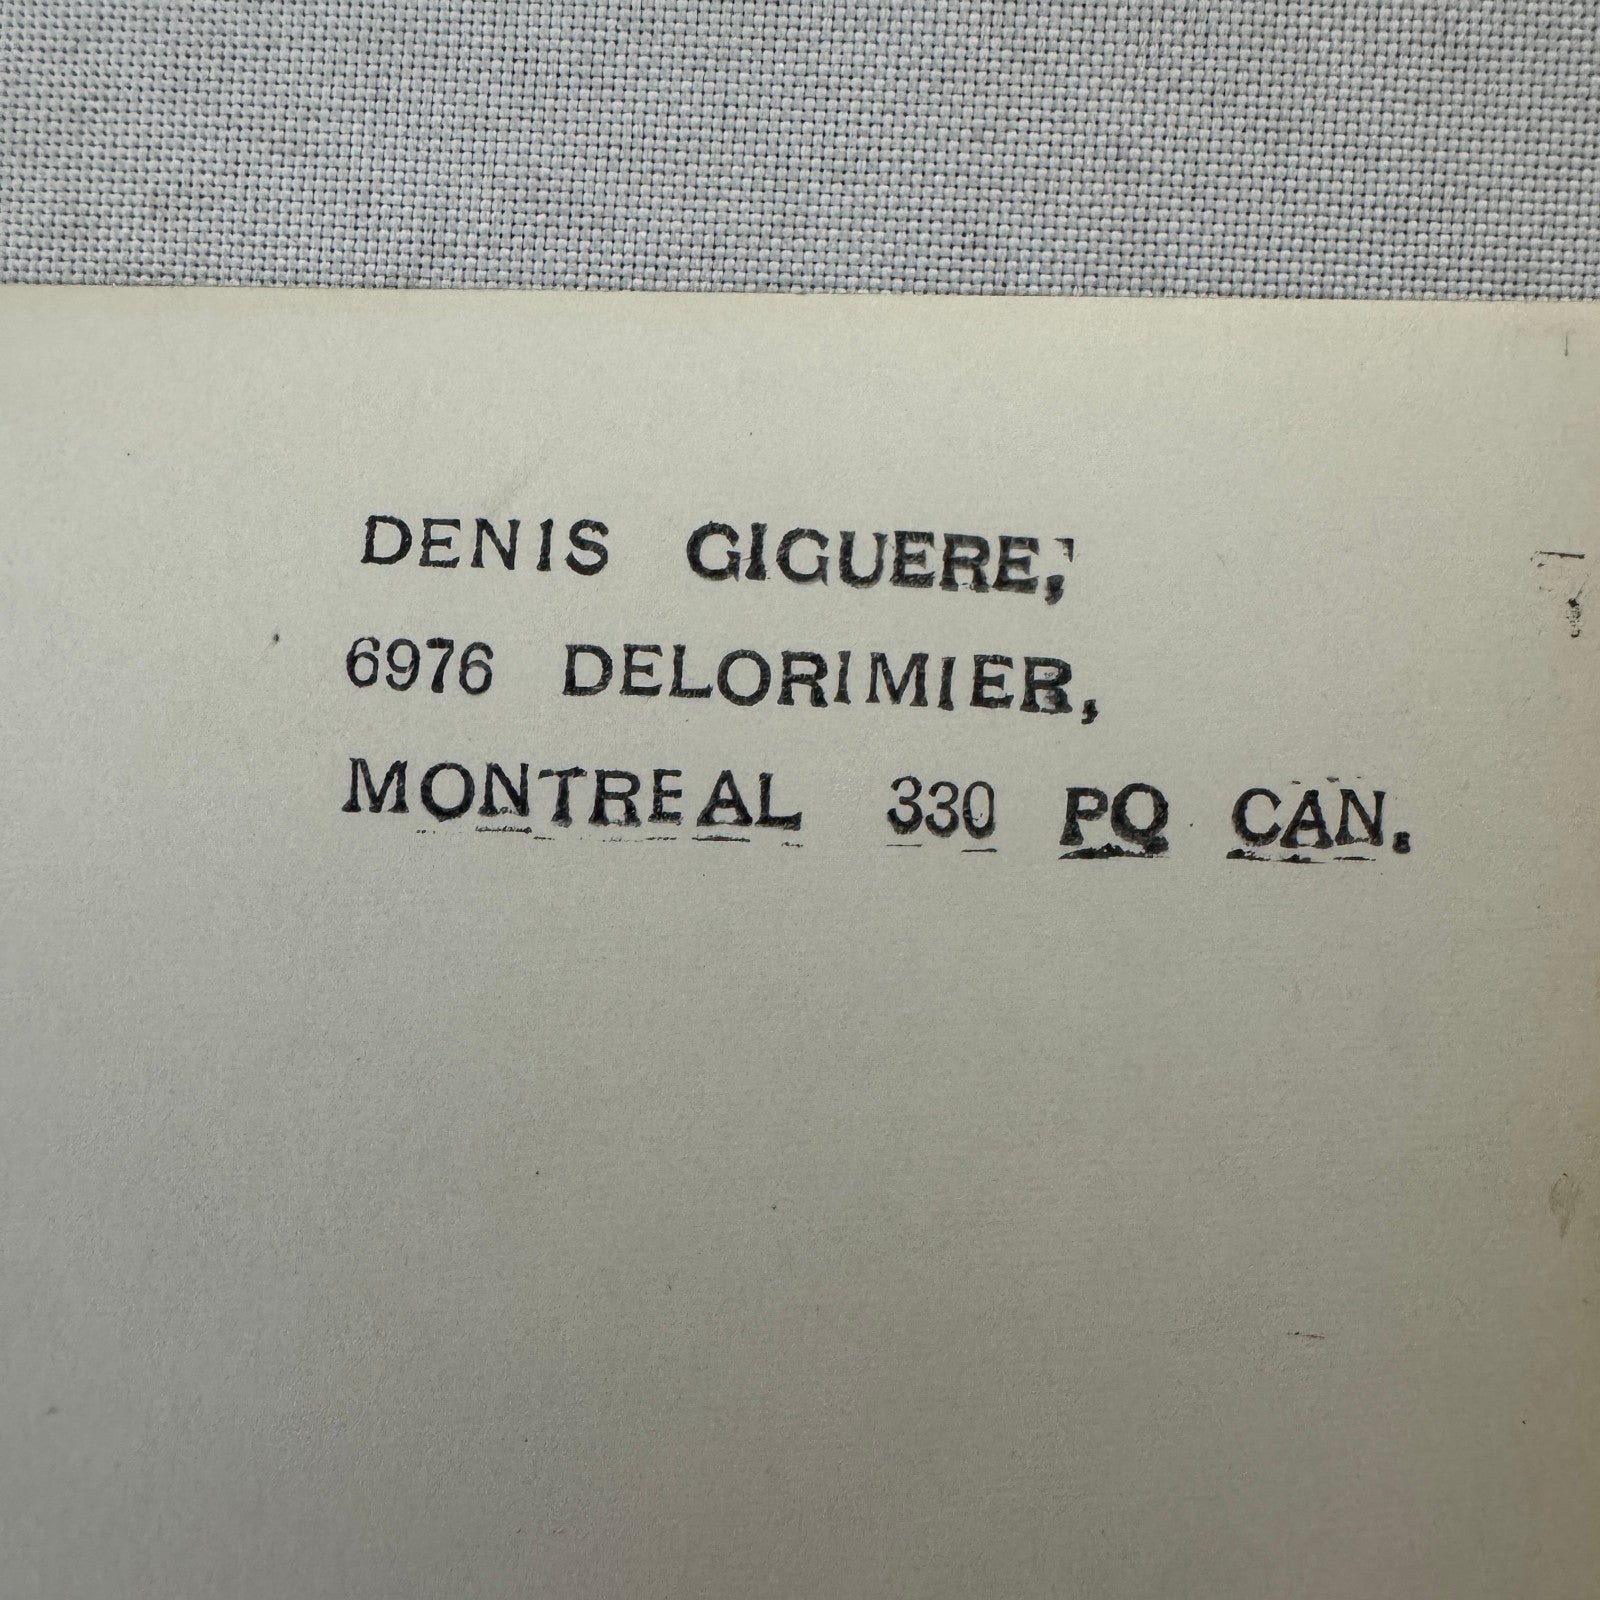 DENIS GIGUERE,
6976 DELORIMIER,
MONTREAL 330 PQ CAN.